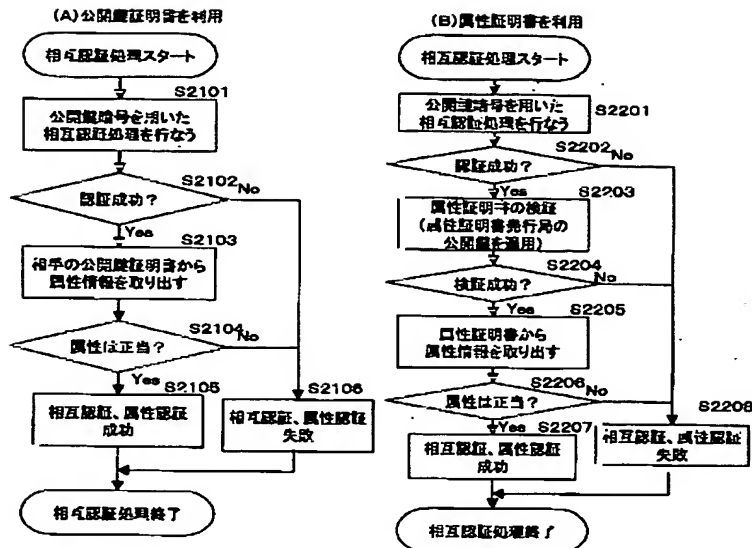 (A)公開鍵証明書を利用
相互認証処理スタート
S2101
公開鍵暗号を用いた
相互認証処理を行なう
S2102
No
認証成功?
Yes
S2103
相手の公開鍵証明書から
属性情報を取り出す
S2104
No
属性は正当?
Yes
S2105
相互認証、属性認証
成功
S2106
相互認証、属性認証
失敗
相互認証処理終了
(B)属性証明書を利用
相互認証処理スタート
S2201
公開鍵暗号を用いた
相互認証処理を行なう
S2202
No
認証成功?
Yes
S2203
属性証明書の検証
(属性証明書発行局の
公開鍵を適用)
S2204
No
検証成功?
Yes
S2205
属性証明書から
属性情報を取り出す
S2206
No
属性は正当?
Yes
S2207
相互認証、属性認証
成功
S2208
相互認証、属性認証
失敗
相互認証処理終了